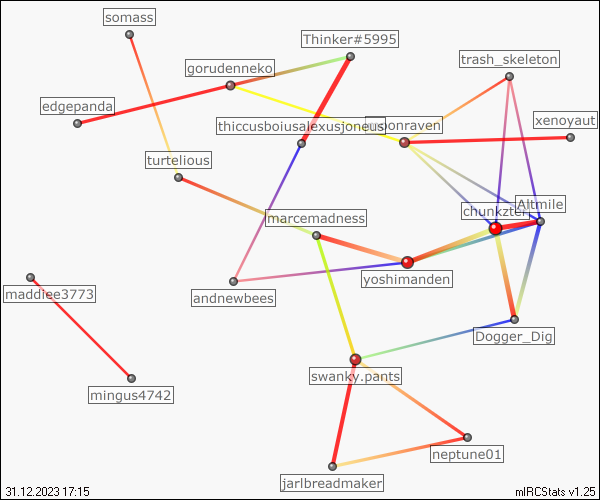 somass
Thinker#5995
gorudenneko
trash_skeleton
edgepanda
thiccusboiusalexusjoneus
xenoyaut
turtelious
chunkzter
Altmile
marcemadness
yoshimanden
andnewbees
maddiee3773
Dogger_Dig
swanky.pants
mingus4742
neptune01
jarlbreadmaker
31.12.2023 17:15
mIRCStats v1.25